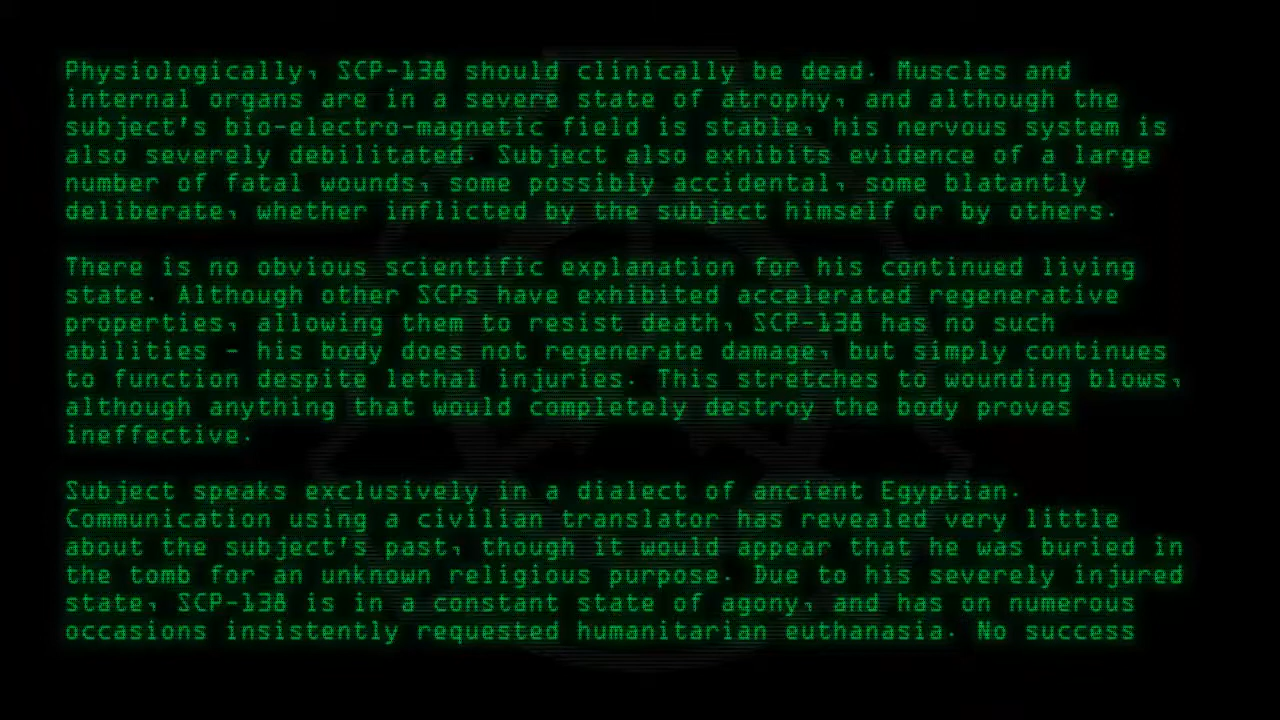 Physiologically, SCP-138 should clinically be dead. Muscles and
internal organs are in a severe state of atrophy, and although the
subject's bio-electro-magnetic field is stable, his nervous system is
also severely debilitated. Subject also exhibits evidence of a large
number of fatal wounds, some possibly accidental, some blatantly
deliberate, whether inflicted by the subject himself or by others.
There is no obvious scientific explanation for his continued living
state. Although other SCPs have exhibited accelerated regenerative
properties, allowing them to resist death, SCP-138 has no such
abilities - his body does not regenerate damage, but simply continues
to function despite lethal injuries. This stretches to wounding blows,
although anything that would completely destroy the body proves
ineffective.
Subject speaks exclusively in a dialect of ancient Egyptian.
Communication using a civilian translator has revealed very little
about the subject's past, though it would appear that he was buried in
the tomb for an unknown religious purpose. Due to his severely injured
state, SCP-138 is in a constant state of agony, and has on numerous
occasions insistently requested humanitarian euthanasia. No success